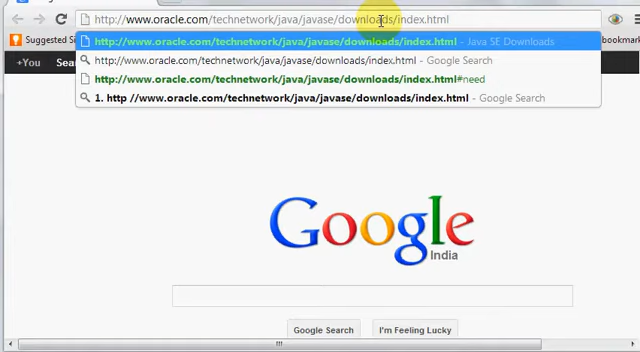 http://www.oracle.com/technetwork/java/javase/downloads/index.html
Suggested Si
http://www.oracle.com/technetwork/java/javase/downloads/index.html - Java SE Downloads
http://www.oracle.com/technetwork/java/javase/downloads/index.html - Google Search
http://www.oracle.com/technetwork/java/javase/downloads/index.html#need
1. http //www.oracle.com/technetwork/java/javase/downloads/index.html - Google Search
+You Sear
Google
India
Google Search I'm Feeling Lucky